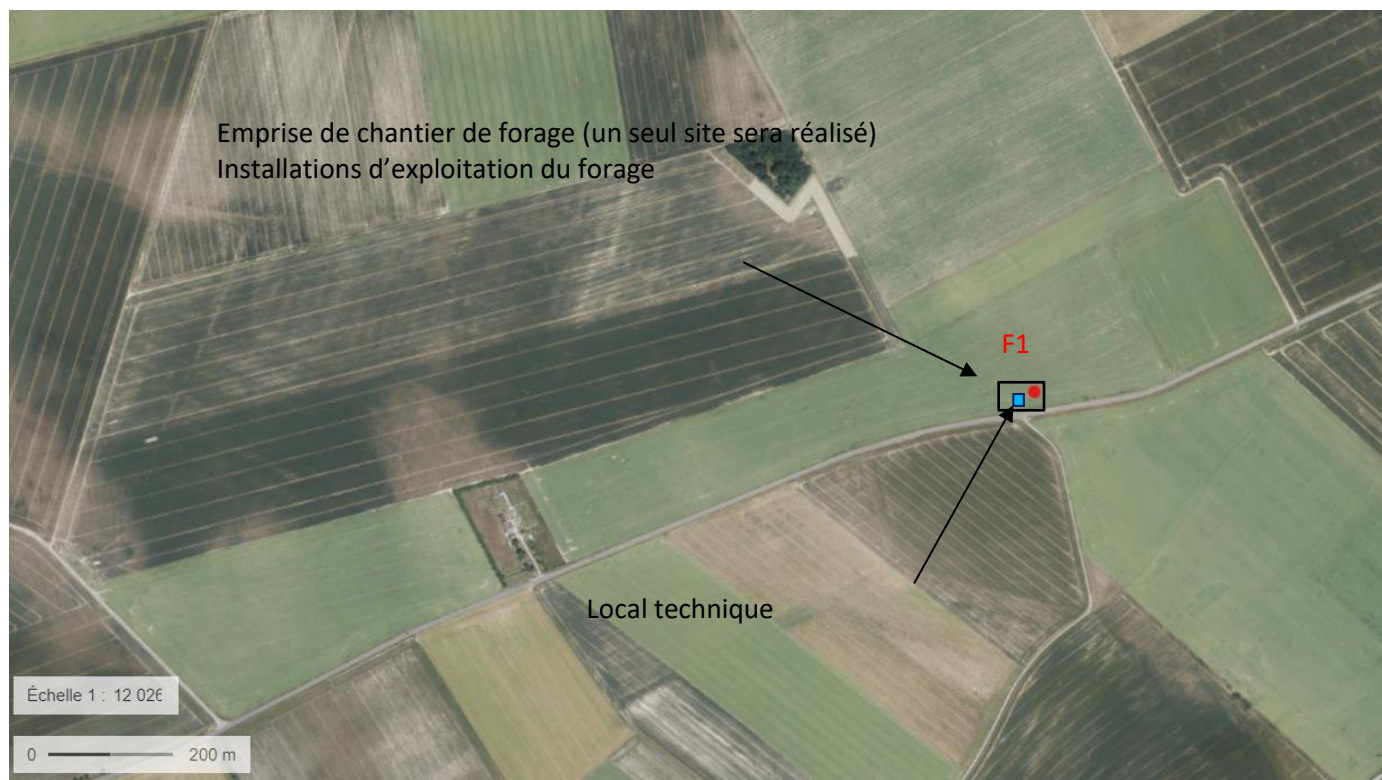 Emprise de chantier de forage (un seul site sera réalisé)
Installations d’exploitation du forage
F1
Local technique
Échelle 1 : 12 026
0 200 m